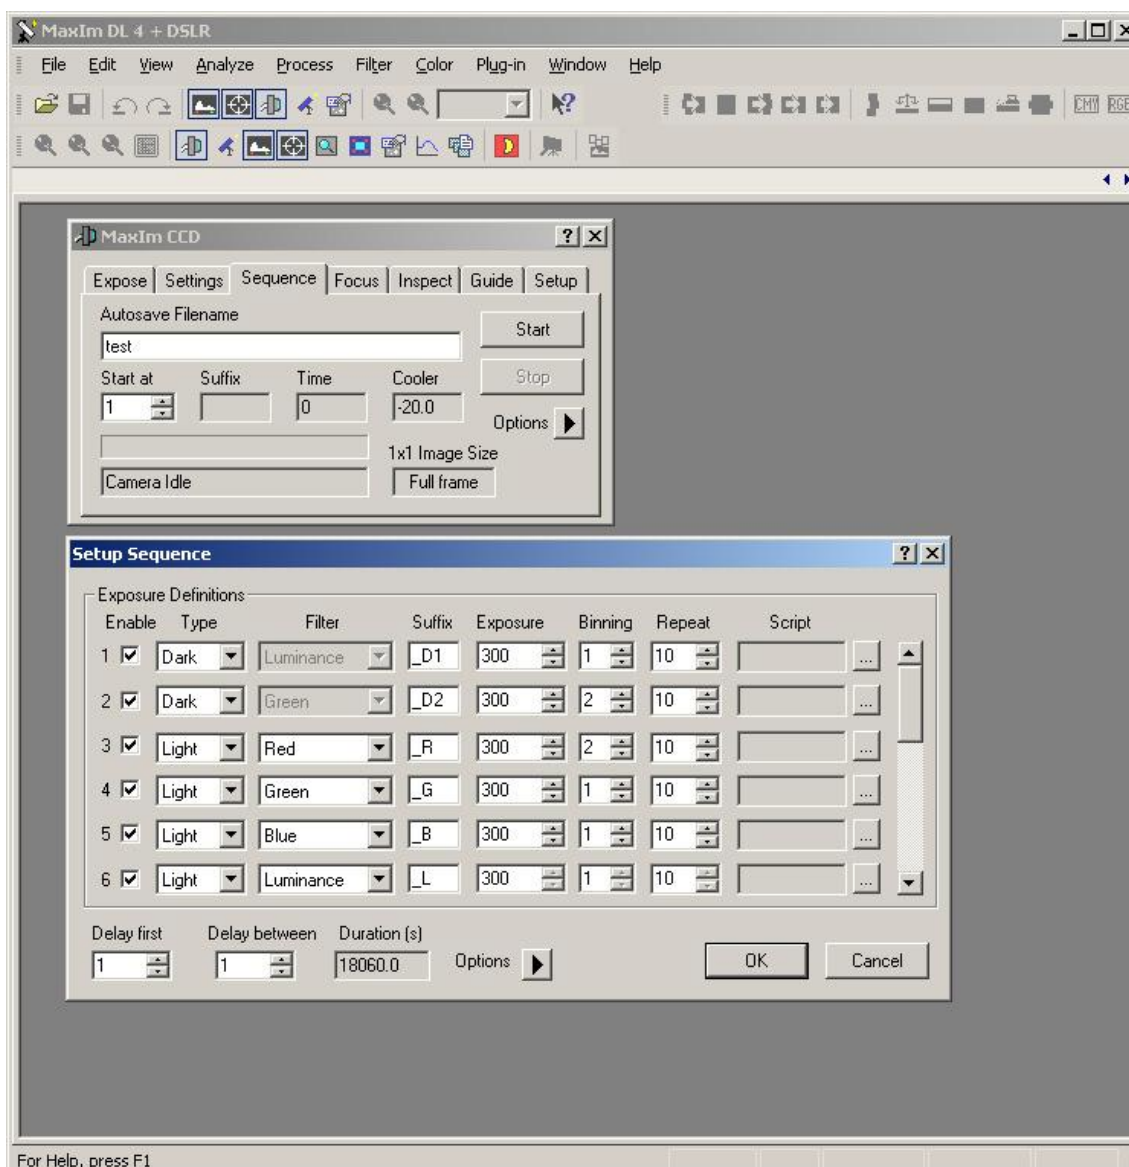 MaxIm DL 4 + DSLR
File Edit View Analyze Process Filter Color Plug-in Window Help
CMY RGB
MaxIm CCD
Expose Settings Sequence Focus Inspect Guide Setup
Autosave Filename
Start
test
Start at Suffix Time Cooler Stop
1 0 -20.0
Options
1x1 Image Size
Camera Idle Full frame
Setup Sequence
Exposure Definitions
Enable Type Filter Suffix Exposure Binning Repeat Script
1 Dark Luminance _D1 300 1 10 ...
2 Dark Green _D2 300 2 10 ...
3 Light Red _R 300 2 10 ...
4 Light Green _G 300 1 10 ...
5 Light Blue _B 300 1 10 ...
6 Light Luminance _L 300 1 10 ...
Delay first Delay between Duration (s)
1 1 18060.0 Options OK Cancel
For Help, press F1